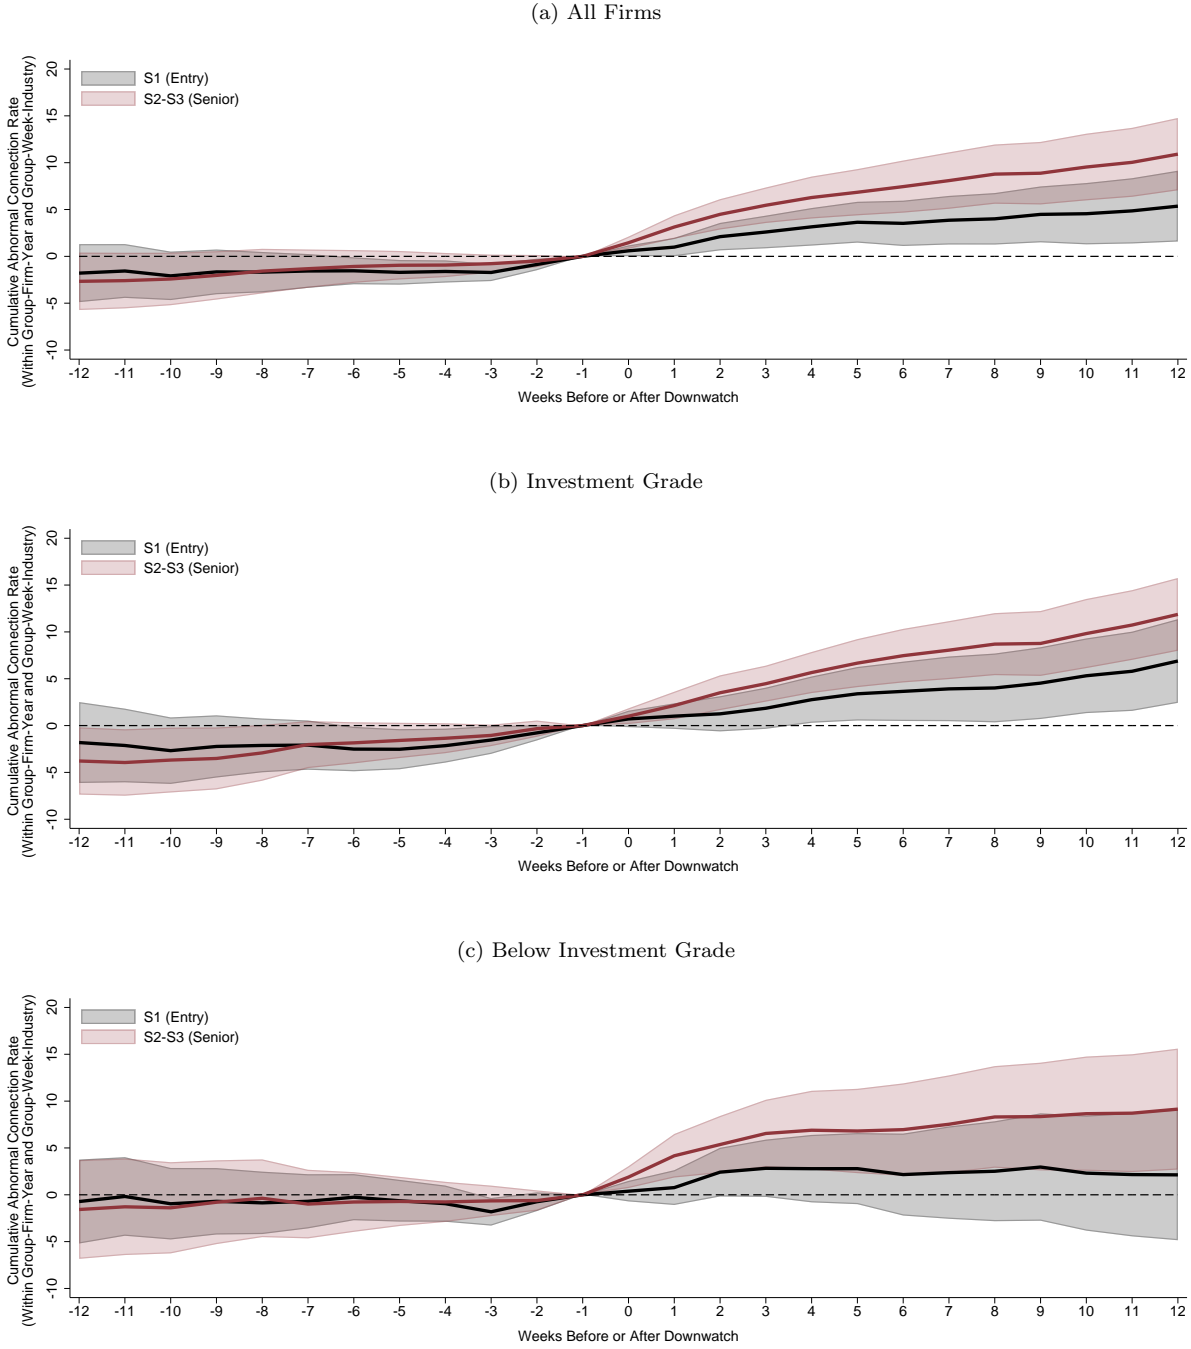 (a) All Firms
Cumulative Abnormal Connection Rate
(Within Group-Firm-Year and Group-Week-Industry)
20
15
10
5
0
-5
-10
S1 (Entry)
S2-S3 (Senior)
-12 -11 -10 -9 -8 -7 -6 -5 -4 -3 -2 -1 0 1 2 3 4 5 6 7 8 9 10 11 12
Weeks Before or After Downwatch
(b) Investment Grade
Cumulative Abnormal Connection Rate
(Within Group-Firm-Year and Group-Week-Industry)
20
15
10
5
0
-5
-10
S1 (Entry)
S2-S3 (Senior)
-12 -11 -10 -9 -8 -7 -6 -5 -4 -3 -2 -1 0 1 2 3 4 5 6 7 8 9 10 11 12
Weeks Before or After Downwatch
(c) Below Investment Grade
Cumulative Abnormal Connection Rate
(Within Group-Firm-Year and Group-Week-Industry)
20
15
10
5
0
-5
-10
S1 (Entry)
S2-S3 (Senior)
-12 -11 -10 -9 -8 -7 -6 -5 -4 -3 -2 -1 0 1 2 3 4 5 6 7 8 9 10 11 12
Weeks Before or After Downwatch